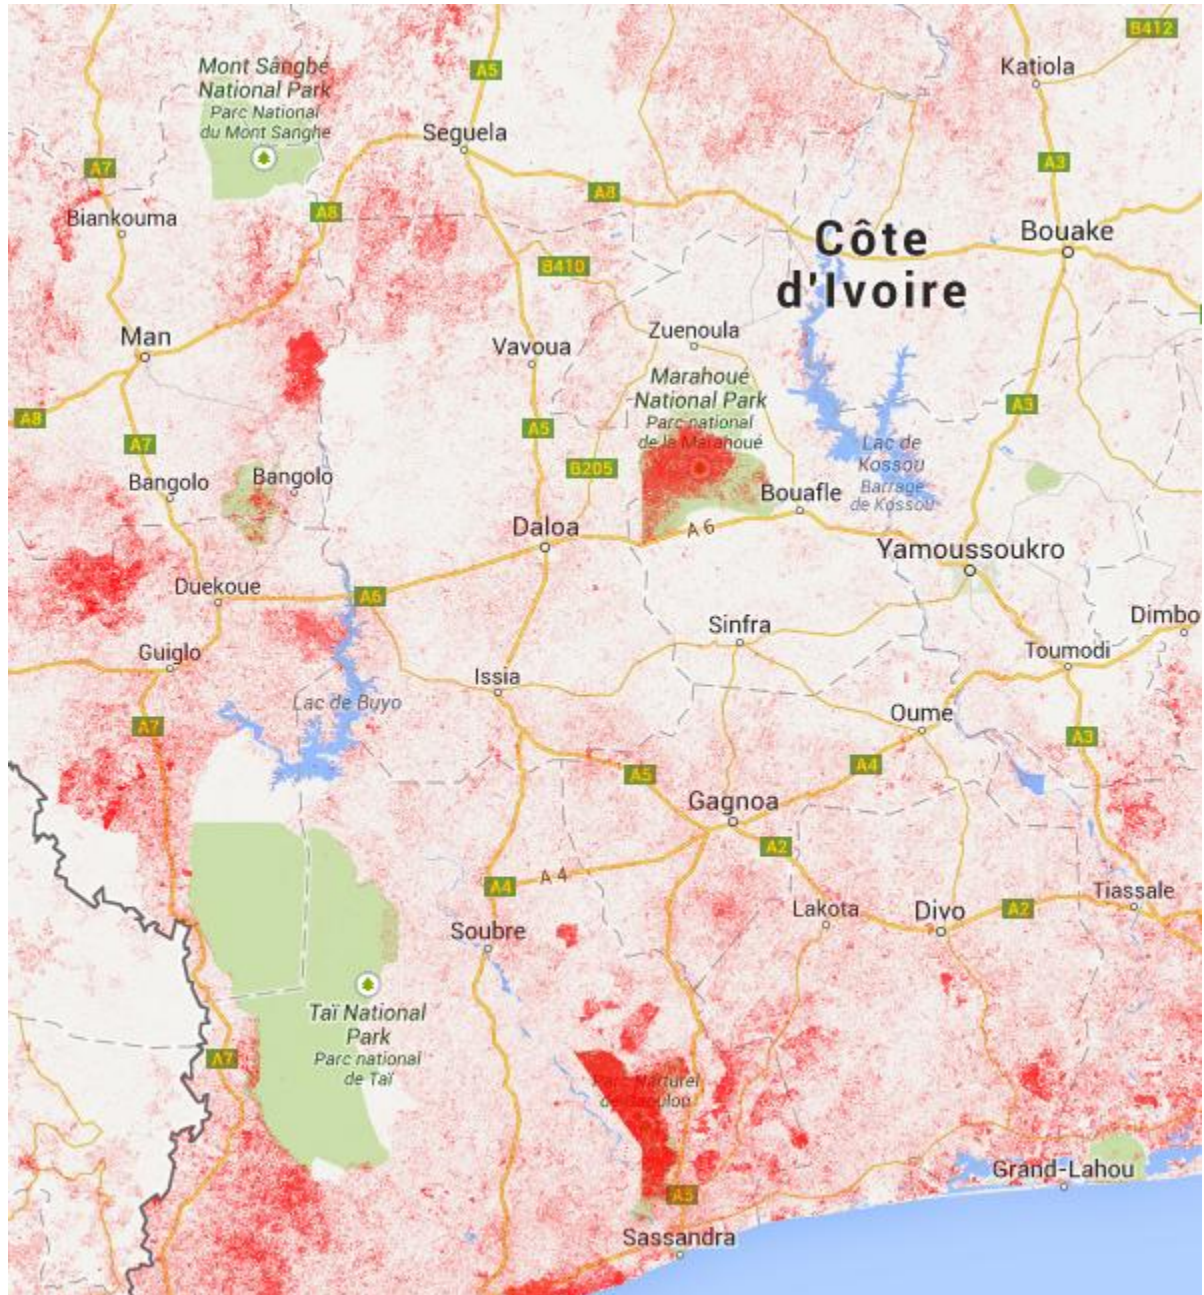 B412
Mont Sângbé
National Park
Parc National
du Mont Sanghe
A5
Katiola
Seguela
A7
A3
A8
A8
Biankouma
Côte
d'Ivoire
Bouake
B410
Man
Zuenoula
Vavoua
Marahoué
National Park
Parc national
de la Marahoué
A8
A7
A5
A3
B205
Lac de
Kossou
Barrage
de Kossou
Bangolo
Bangolo
Bouafle
Daloa
A 6
Yamoussoukro
Duekoue
A6
Sinfra
Dimbo
Guiglo
Toumodi
Issia
Lac de Buyo
Oume
A7
A3
A5
A4
Gagnoa
A2
A4
A 4
Tiassale
Lakota
Divo
A2
Soubre
Taï National
Park
Parc national
de Taï
A7
Grand-Lahou
A5
Sassandra